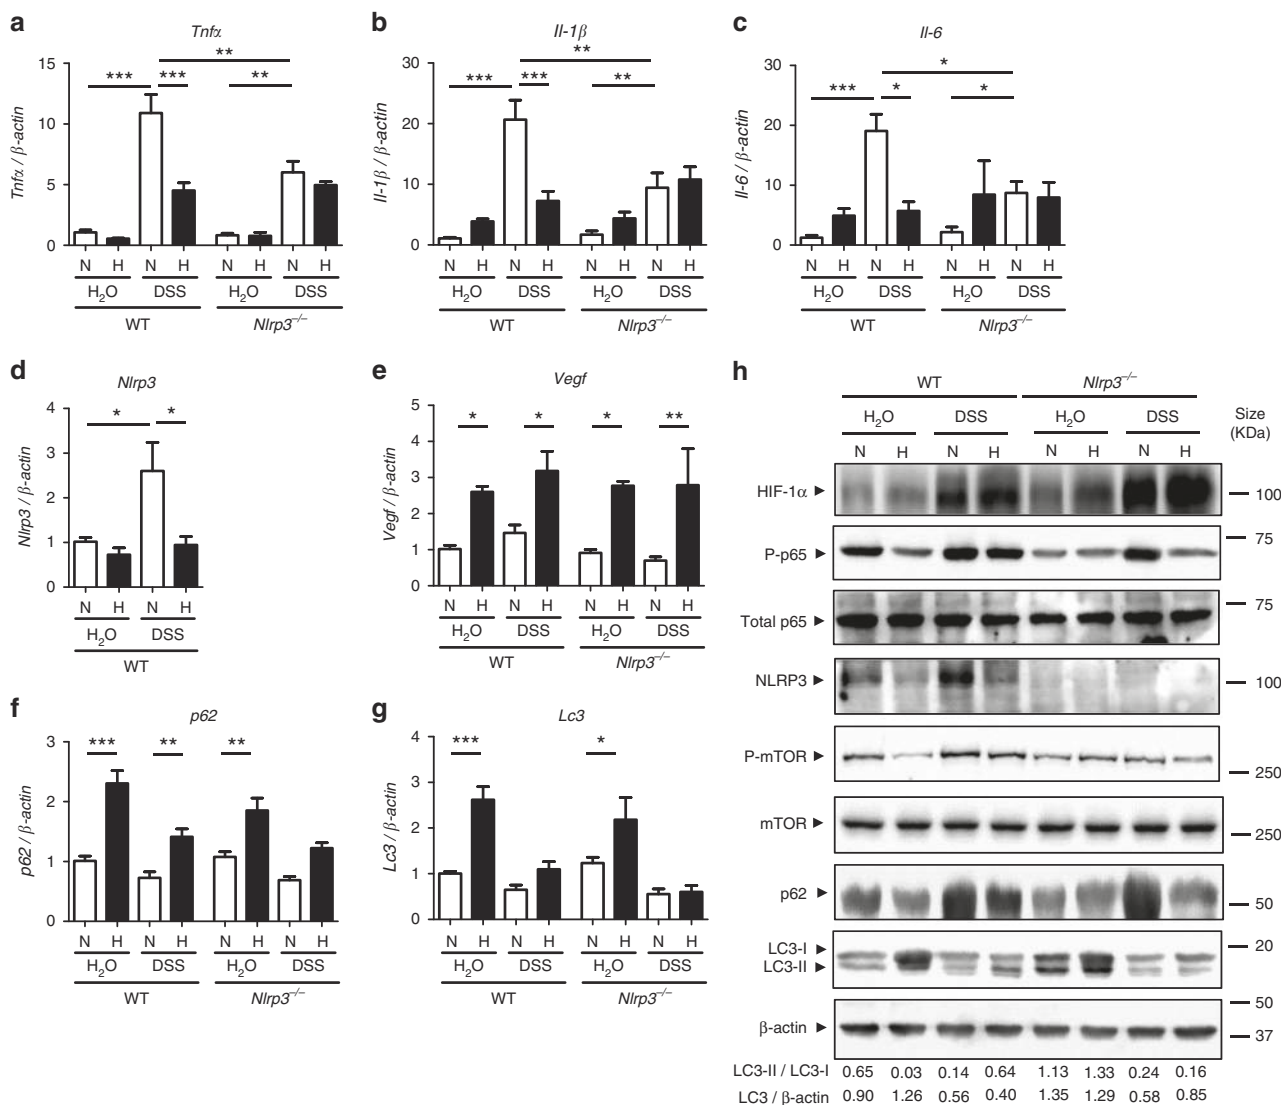 a
Tnfα
Tnfα / β-actin
15
10
5
0
*** *** ** **
N H N H N H N H
H2O DSS H2O DSS
WT Nlrp3–/–
b
Il-1β
Il-1β / β-actin
30
20
10
0
*** *** ** **
N H N H N H N H
H2O DSS H2O DSS
WT Nlrp3–/–
c
Il-6
Il-6 / β-actin
30
20
10
0
*** * * *
N H N H N H N H
H2O DSS H2O DSS
WT Nlrp3–/–
d
Nlrp3
Nlrp3 / β-actin
4
3
2
1
0
* *
N H N H
H2O DSS
WT
e
Vegf
Vegf / β-actin
5
4
3
2
1
0
* * * **
N H N H N H N H
H2O DSS H2O DSS
WT Nlrp3–/–
f
p62
p62 / β-actin
3
2
1
0
*** ** **
N H N H N H N H
H2O DSS H2O DSS
WT Nlrp3–/–
g
Lc3
Lc3 / β-actin
4
3
2
1
0
*** *
N H N H N H N H
H2O DSS H2O DSS
WT Nlrp3–/–
h
WT Nlrp3–/–
H2O DSS H2O DSS
Size
(KDa)
N H N H N H N H
HIF-1α 100
P-p65 75
Total p65 75
NLRP3 100
P-mTOR 250
mTOR 250
p62 50
LC3-I 20
LC3-II
β-actin 50
37
LC3-II / LC3-I 0.65 0.03 0.14 0.64 1.13 1.33 0.24 0.16
LC3 / β-actin 0.90 1.26 0.56 0.40 1.35 1.29 0.58 0.85